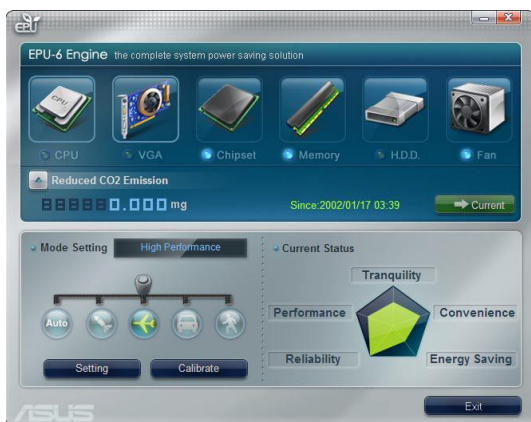 EPU
EPU-6 Engine the complete system power saving solution
CPU
CPU
VGA
Chipset
Memory
H.D.D.
Fan
Reduced CO2 Emission
0.000 mg
Since:2002/01/17 03:39
Current
Mode Setting
High Performance
Auto
Setting
Calibrate
Current Status
Tranquility
Performance
Convenience
Reliability
Energy Saving
ASUS
Exit